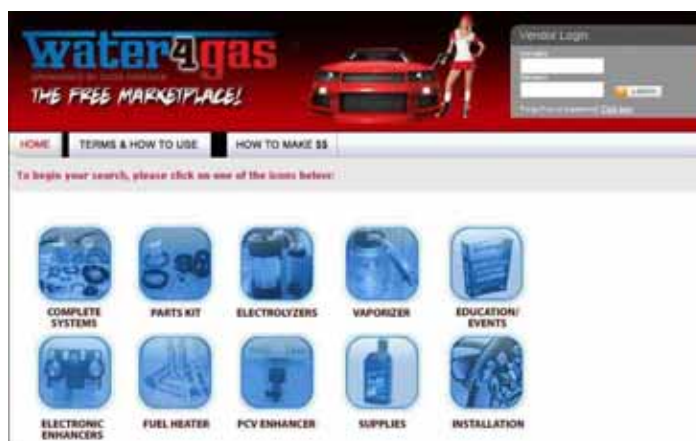 water4gas
THE FREE MARKETPLACE!
Vendor Login
HOME
TERMS & HOW TO USE
HOW TO MAKE $$
To begin your search, please click on one of the icons below:
COMPLETE
SYSTEMS
PARTS KIT
ELECTROLYZERS
VAPORIZER
EDUCATION/
EVENTS
ELECTRONIC
ENHANCERS
FUEL HEATER
PCV ENHANCER
SUPPLIES
INSTALLATION